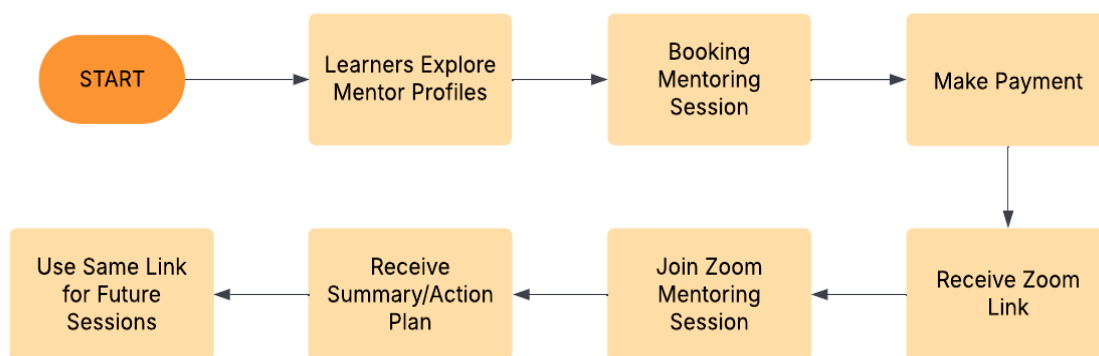 START
Learners Explore
Mentor Profiles
Booking
Mentoring
Session
Make Payment
Receive Zoom
Link
Join Zoom
Mentoring
Session
Receive
Summary/Action
Plan
Use Same Link
for Future
Sessions